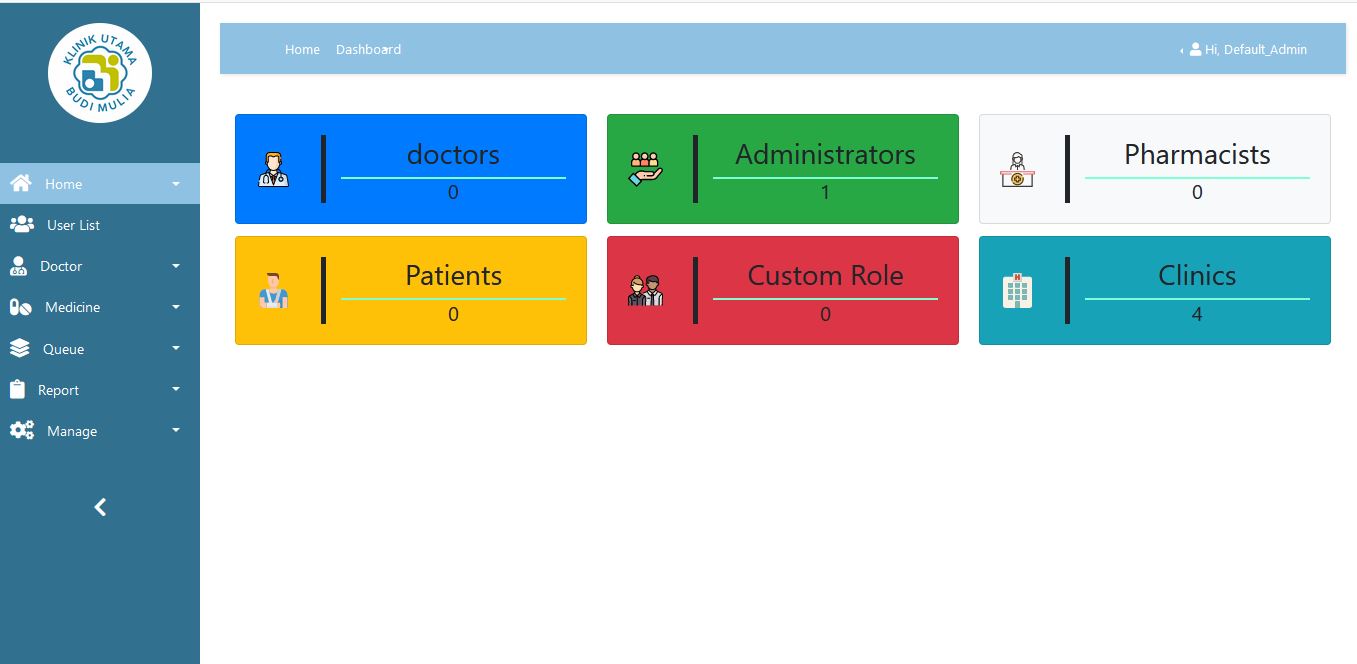 KLINIK UTAMA
BUDI MULIA
Home
User List
Doctor
Medicine
Queue
Report
Manage
Home Dashboard
Hi, Default_Admin
doctors
0
Administrators
1
Pharmacists
0
Patients
0
Custom Role
0
Clinics
4
H